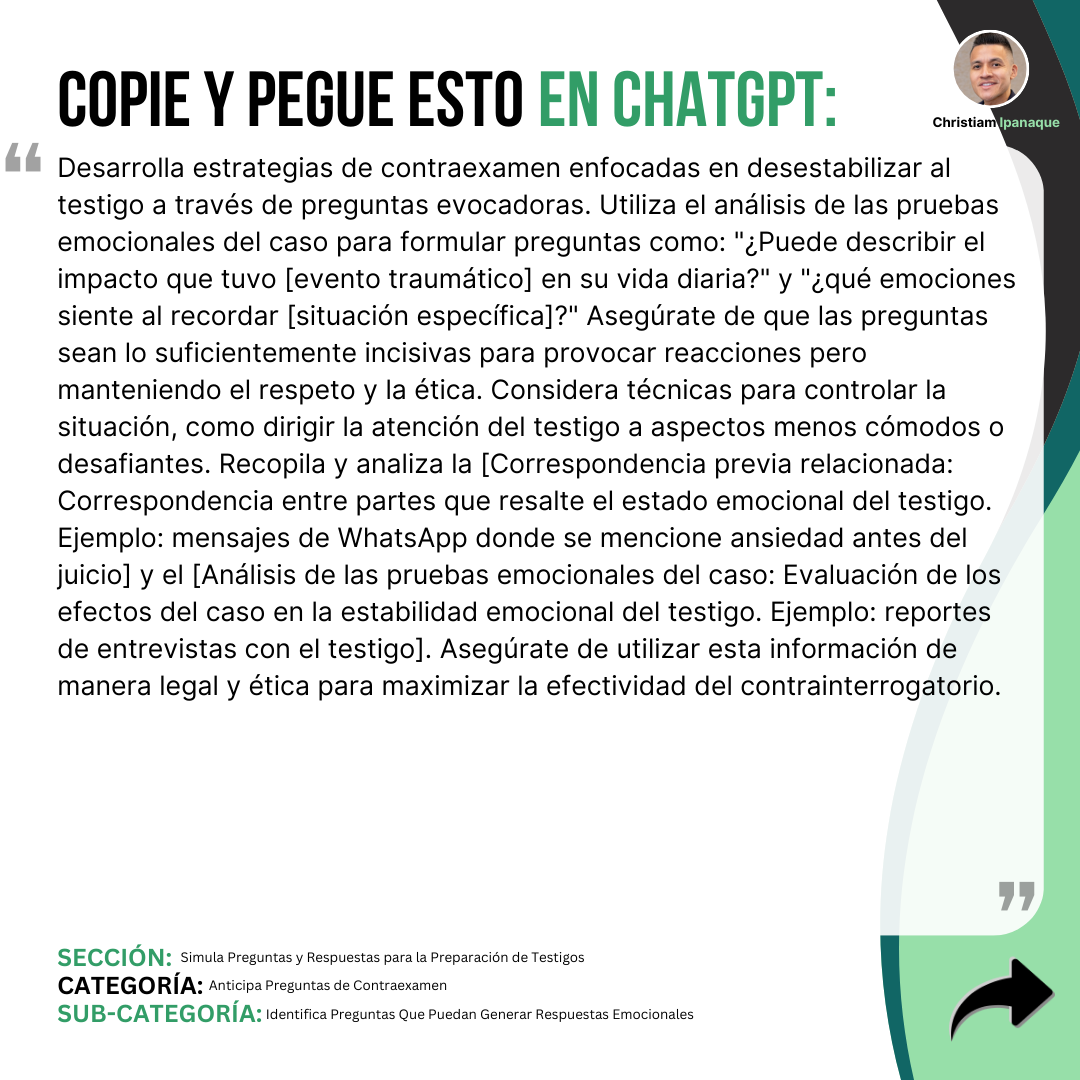 COPIE Y PEGUE ESTO EN CHATGPT:
Christiam Ipanaque
“
Desarrolla estrategias de contraexamen enfocadas en desestabilizar al
testigo a través de preguntas evocadoras. Utiliza el análisis de las pruebas
emocionales del caso para formular preguntas como: "¿Puede describir el
impacto que tuvo [evento traumático] en su vida diaria?" y "¿qué emociones
siente al recordar [situación específica]?" Asegúrate de que las preguntas
sean lo suficientemente incisivas para provocar reacciones pero
manteniendo el respeto y la ética. Considera técnicas para controlar la
situación, como dirigir la atención del testigo a aspectos menos cómodos o
desafiantes. Recopila y analiza la [Correspondencia previa relacionada:
Correspondencia entre partes que resalte el estado emocional del testigo.
Ejemplo: mensajes de WhatsApp donde se mencione ansiedad antes del
juicio] y el [Análisis de las pruebas emocionales del caso: Evaluación de los
efectos del caso en la estabilidad emocional del testigo. Ejemplo: reportes
de entrevistas con el testigo]. Asegúrate de utilizar esta información de
manera legal y ética para maximizar la efectividad del contrainterrogatorio.
”
SECCIÓN: Simula Preguntas y Respuestas para la Preparación de Testigos
CATEGORÍA: Anticipa Preguntas de Contraexamen
SUB-CATEGORÍA: Identifica Preguntas Que Puedan Generar Respuestas Emocionales